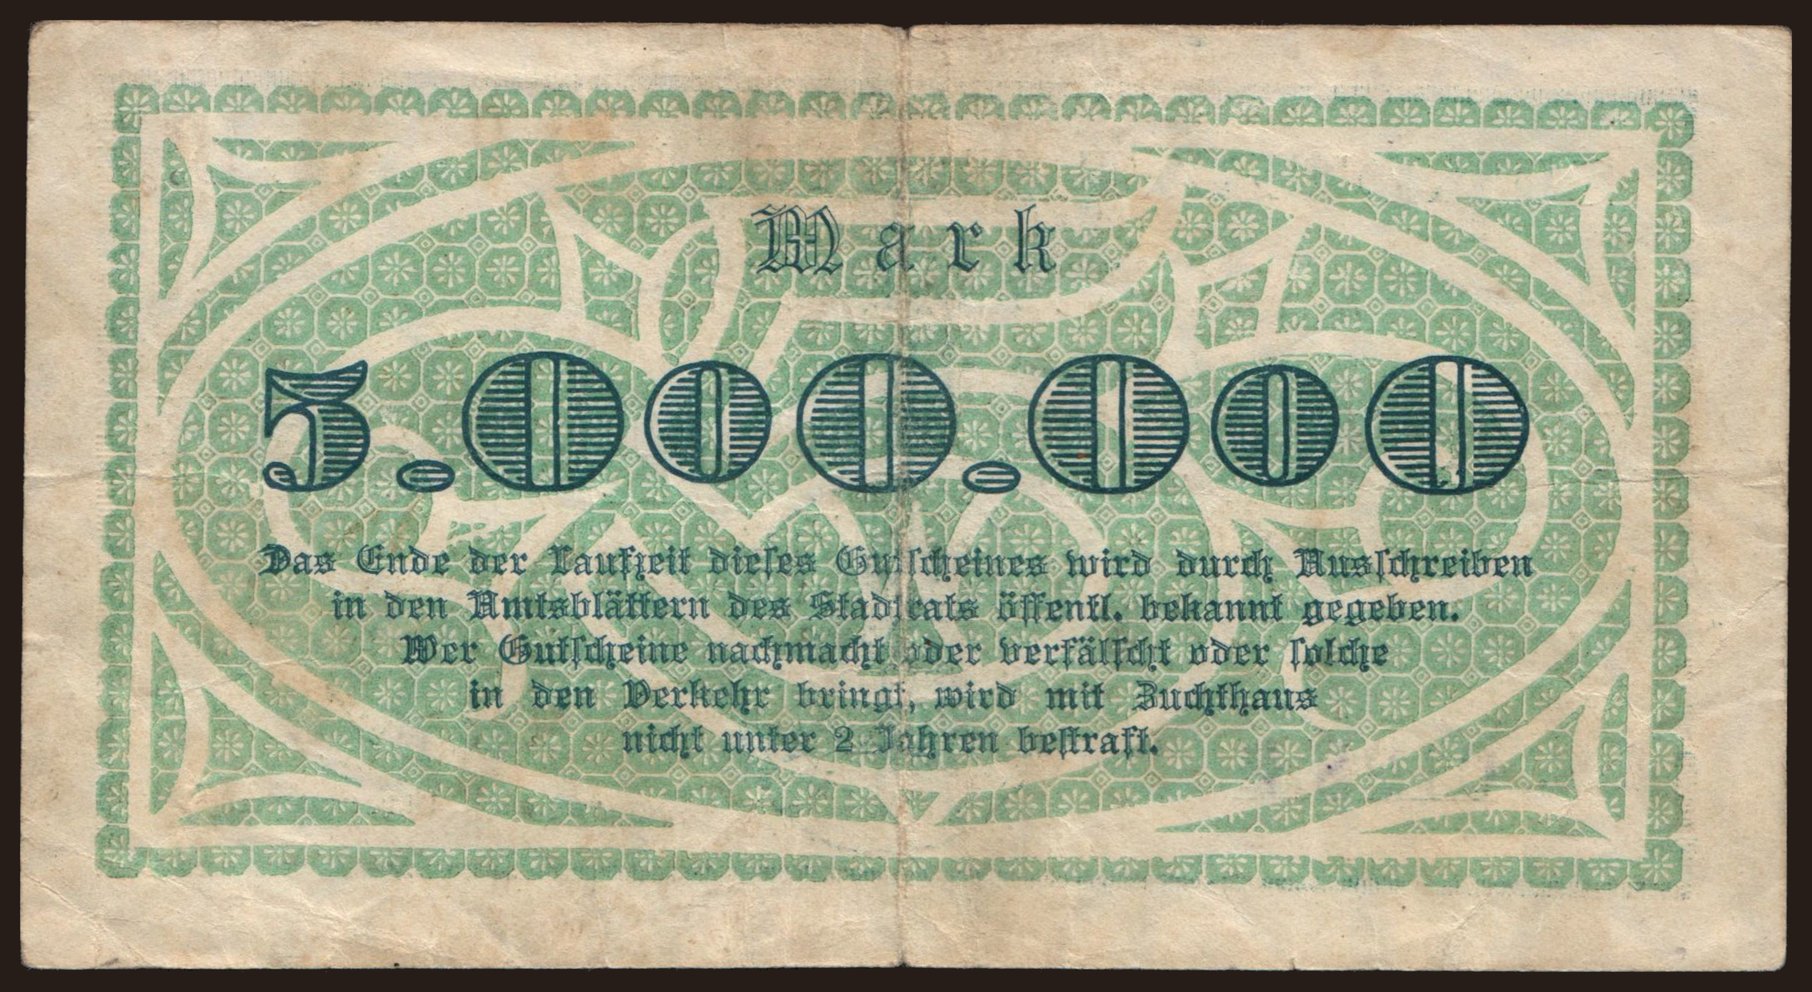 Mark
5.000.000
Das Ende der Laufzeit dieses Gutscheines wird durch Ausschreiben
in den Amtsblättern des Stadtrats öffentl. bekannt gegeben.
Wer Gutscheine nachmacht oder verfälscht oder solche
in den Verkehr bringt, wird mit Zuchthaus
nicht unter 2 Jahren bestraft.